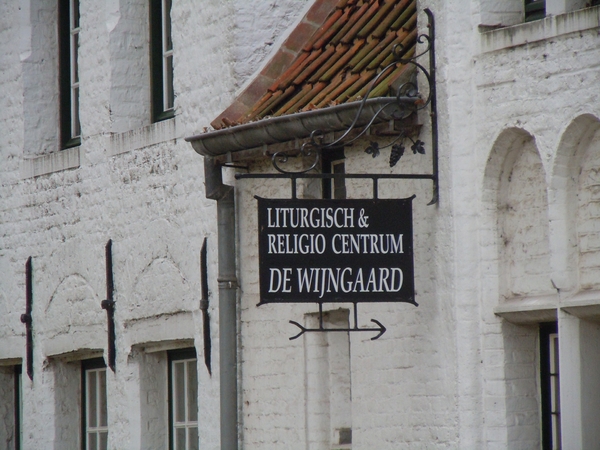 LITURGISCH &
RELIGIO CENTRUM
DE WIJNGAARD